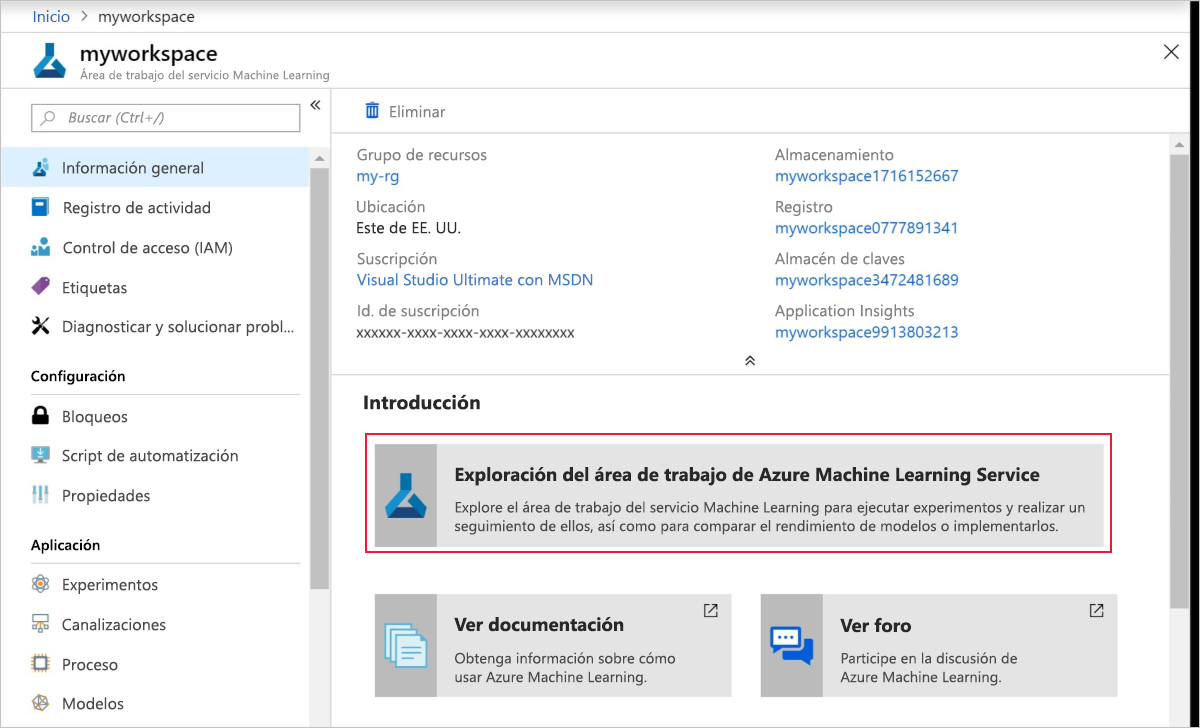 Inicio > myworkspace
myworkspace
Área de trabajo del servicio Machine Learning
Buscar (Ctrl+/)
«
Información general
Registro de actividad
Control de acceso (IAM)
Etiquetas
Diagnosticar y solucionar probl...
Configuración
Bloqueos
Script de automatización
Propiedades
Aplicación
Experimentos
Canalizaciones
Proceso
Modelos
Eliminar
Grupo de recursos
my-rg
Ubicación
Este de EE. UU.
Suscripción
Visual Studio Ultimate con MSDN
Id. de suscripción
xxxxxx-xxxx-xxxx-xxxx-xxxxxxxx
Almacenamiento
myworkspace1716152667
Registro
myworkspace0777891341
Almacén de claves
myworkspace3472481689
Application Insights
myworkspace9913803213
Introducción
Exploración del área de trabajo de Azure Machine Learning Service
Explore el área de trabajo del servicio Machine Learning para ejecutar experimentos y realizar un
seguimiento de ellos, así como para comparar el rendimiento de modelos o implementarlos.
Ver documentación
Obtenga información sobre cómo
usar Azure Machine Learning.
Ver foro
Participe en la discusión de
Azure Machine Learning.